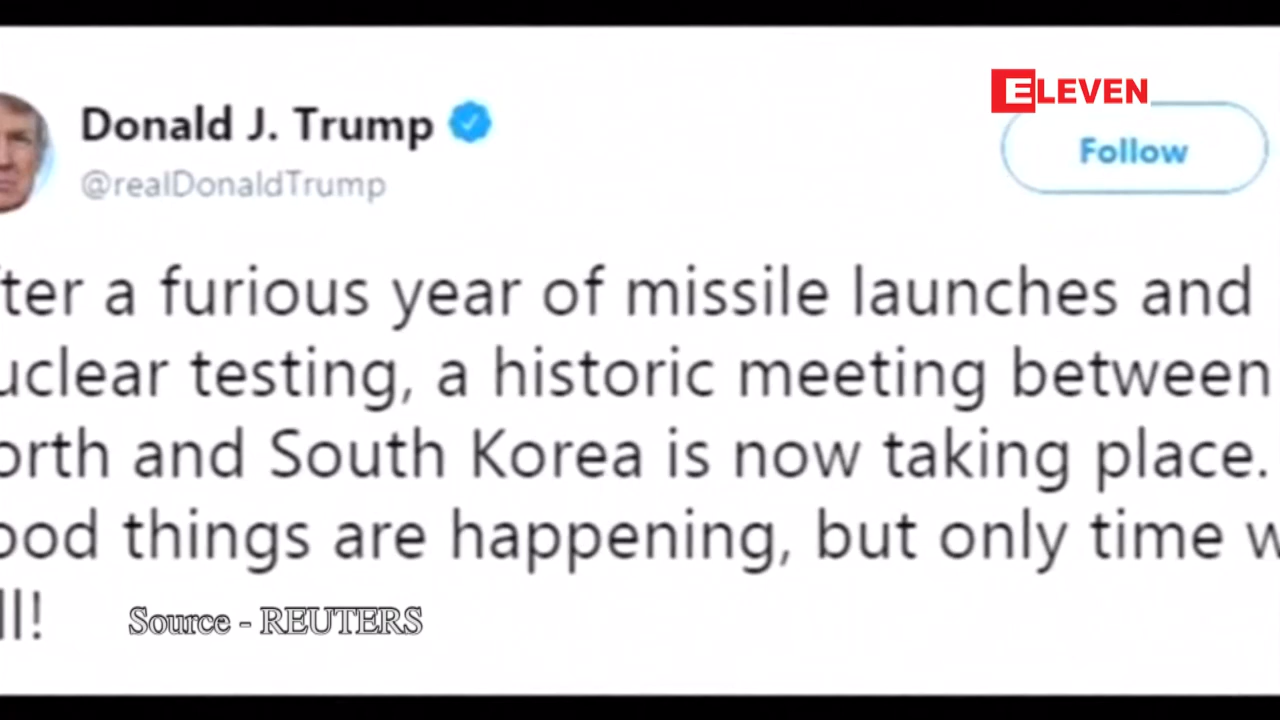 ELEVEN
Donald J. Trump
@realDonaldTrump
Follow
ter a furious year of missile launches and
uclear testing, a historic meeting between
orth and South Korea is now taking place.
ood things are happening, but only time w
ll!
Source - REUTERS